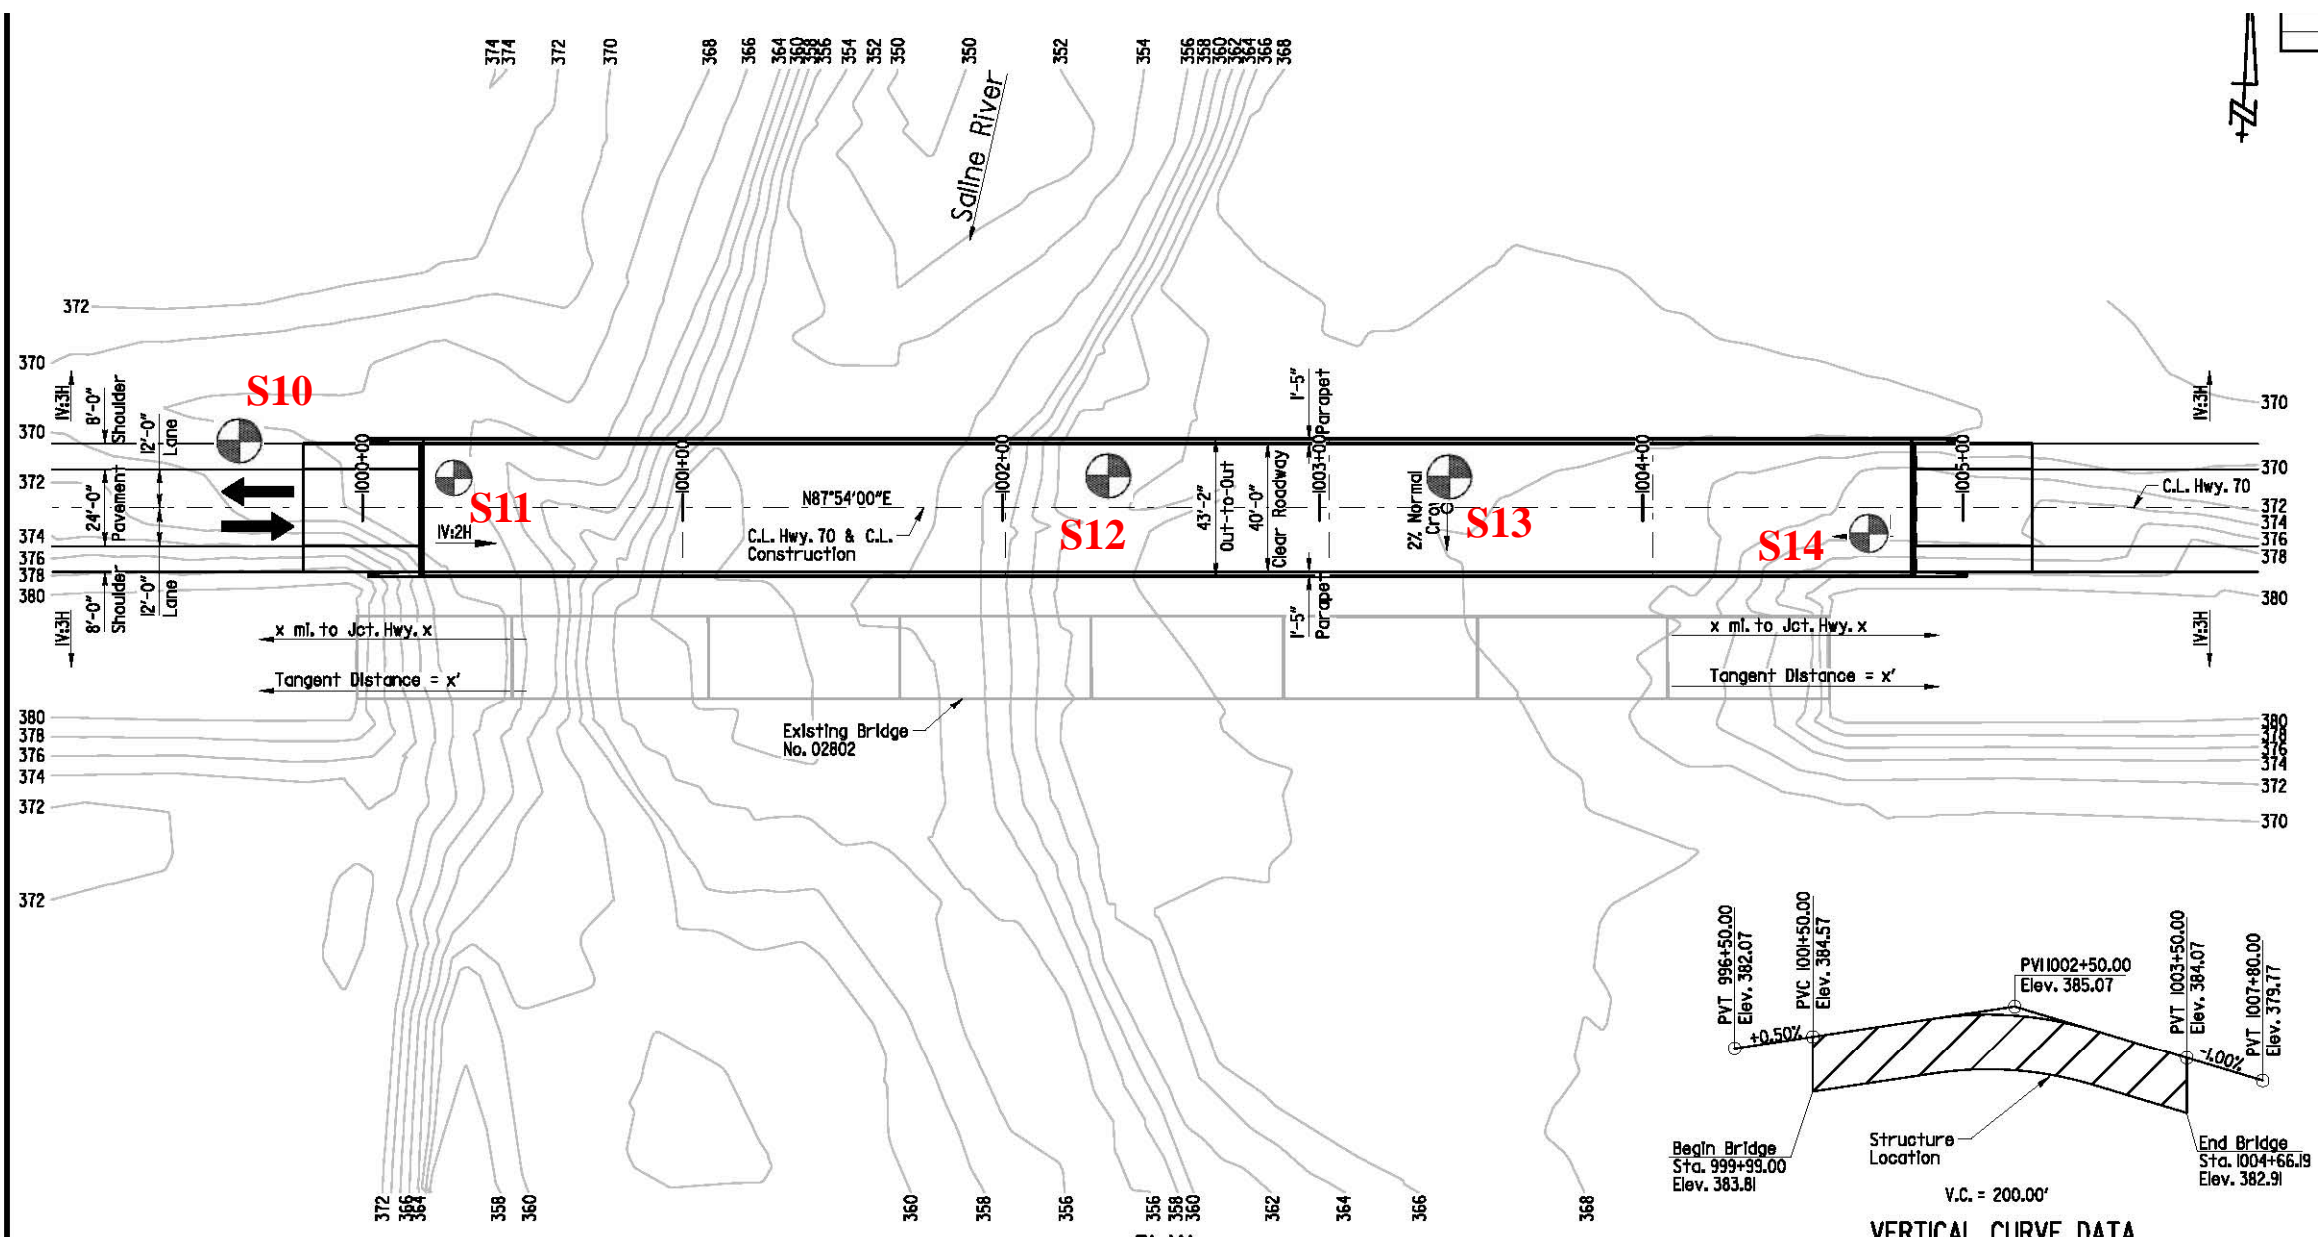 374
374
372
370
368
366
364
360
358
356
354
352
350
350
352
354
356
358
360
362
364
366
368
Saline River
372
370
370
372
374
376
378
380
1V:3H
8'-0"
Shoulder
12'-0"
Lane
24'-0"
Pavement
8'-0"
Shoulder
12'-0"
Lane
1V:3H
S10
S11
S12
S13
S14
1000+00
1001+00
1002+00
1003+00
1004+00
1005+00
1V:2H
N87°54'00"E
C.L. Hwy. 70 & C.L.
Construction
43'-2"
Out-to-Out
40'-0"
Clear Roadway
1'-5"
Parapet
1'-5"
Parapet
2% Normal
1V:3H
370
370
C.L. Hwy. 70
372
374
376
378
380
1V:3H
x mi. to Jct. Hwy. x
Tangent Distance = x'
x mi. to Jct. Hwy. x
Tangent Distance = x'
Existing Bridge
No. 02802
380
378
376
374
372
372
380
378
376
374
372
370
372
366
364
358
360
360
358
356
356
358
360
362
364
366
368
PVT 996+50.00
Elev. 382.07
PVC 1001+50.00
Elev. 384.57
PVI 1002+50.00
Elev. 385.07
PVT 1003+50.00
Elev. 384.07
PVT 1007+80.00
Elev. 379.77
+0.50%
-1.00%
Begin Bridge
Sta. 999+99.00
Elev. 383.81
Structure
Location
End Bridge
Sta. 1004+66.19
Elev. 382.91
V.C. = 200.00'
VERTICAL CURVE DATA